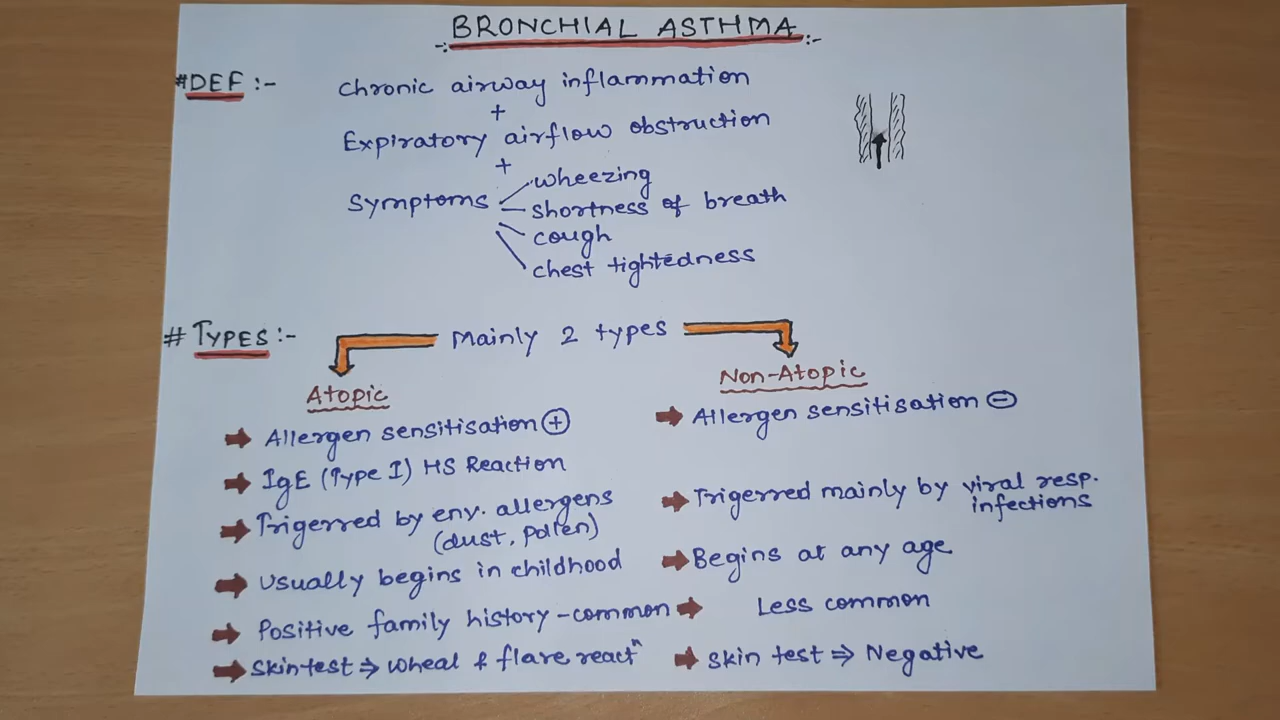 BRONCHIAL ASTHMA
#DEF :-
Chronic airway inflammation
+
Expiratory airflow obstruction
+
Symptoms
wheezing
shortness of breath
cough
chest tightedness
# TYPES :-
Mainly 2 types
Atopic
Allergen sensitisation +
IgE (Type I) HS Reaction
Trigerred by env. allergens
(dust, pollen)
Usually begins in childhood
Positive family history - common
Skin test ⇒ Wheal & flare reactⁿ
Non-Atopic
Allergen sensitisation -
Trigerred mainly by viral resp.
infections
Begins at any age
Less common
Skin test ⇒ Negative